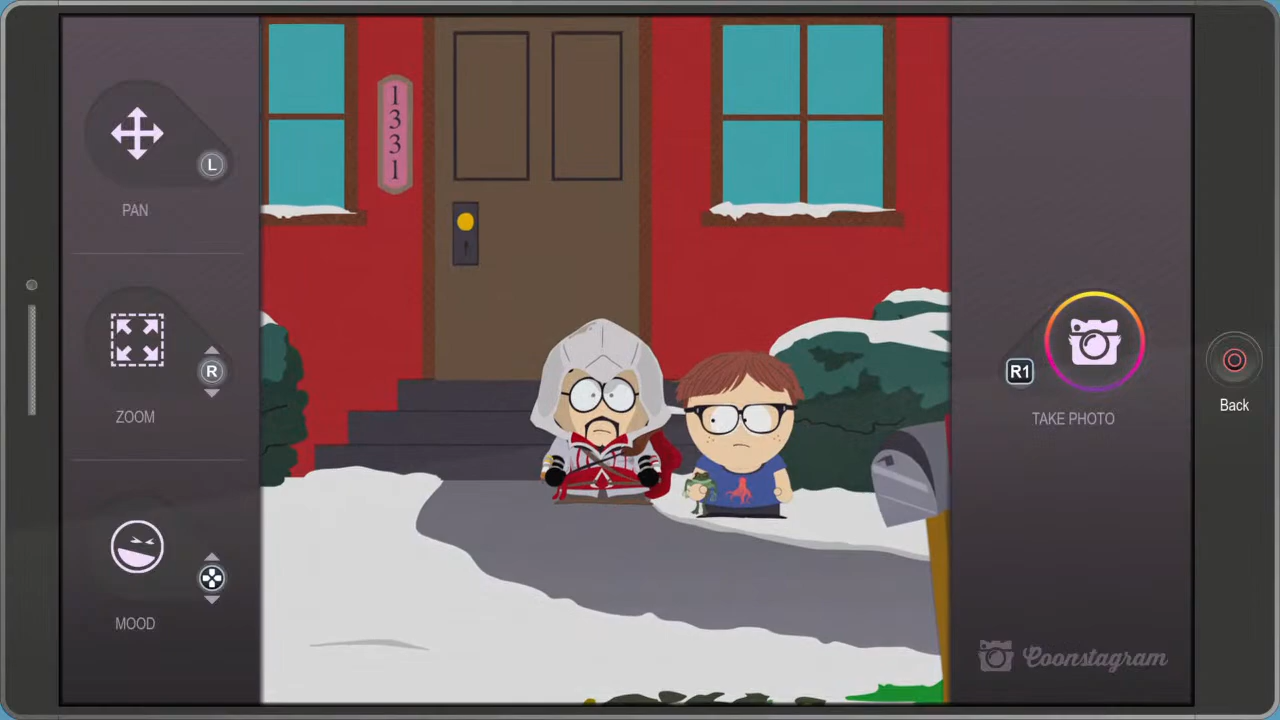 1
3
3
1
L
PAN
R
ZOOM
MOOD
R1
TAKE PHOTO
Back
Coonstagram